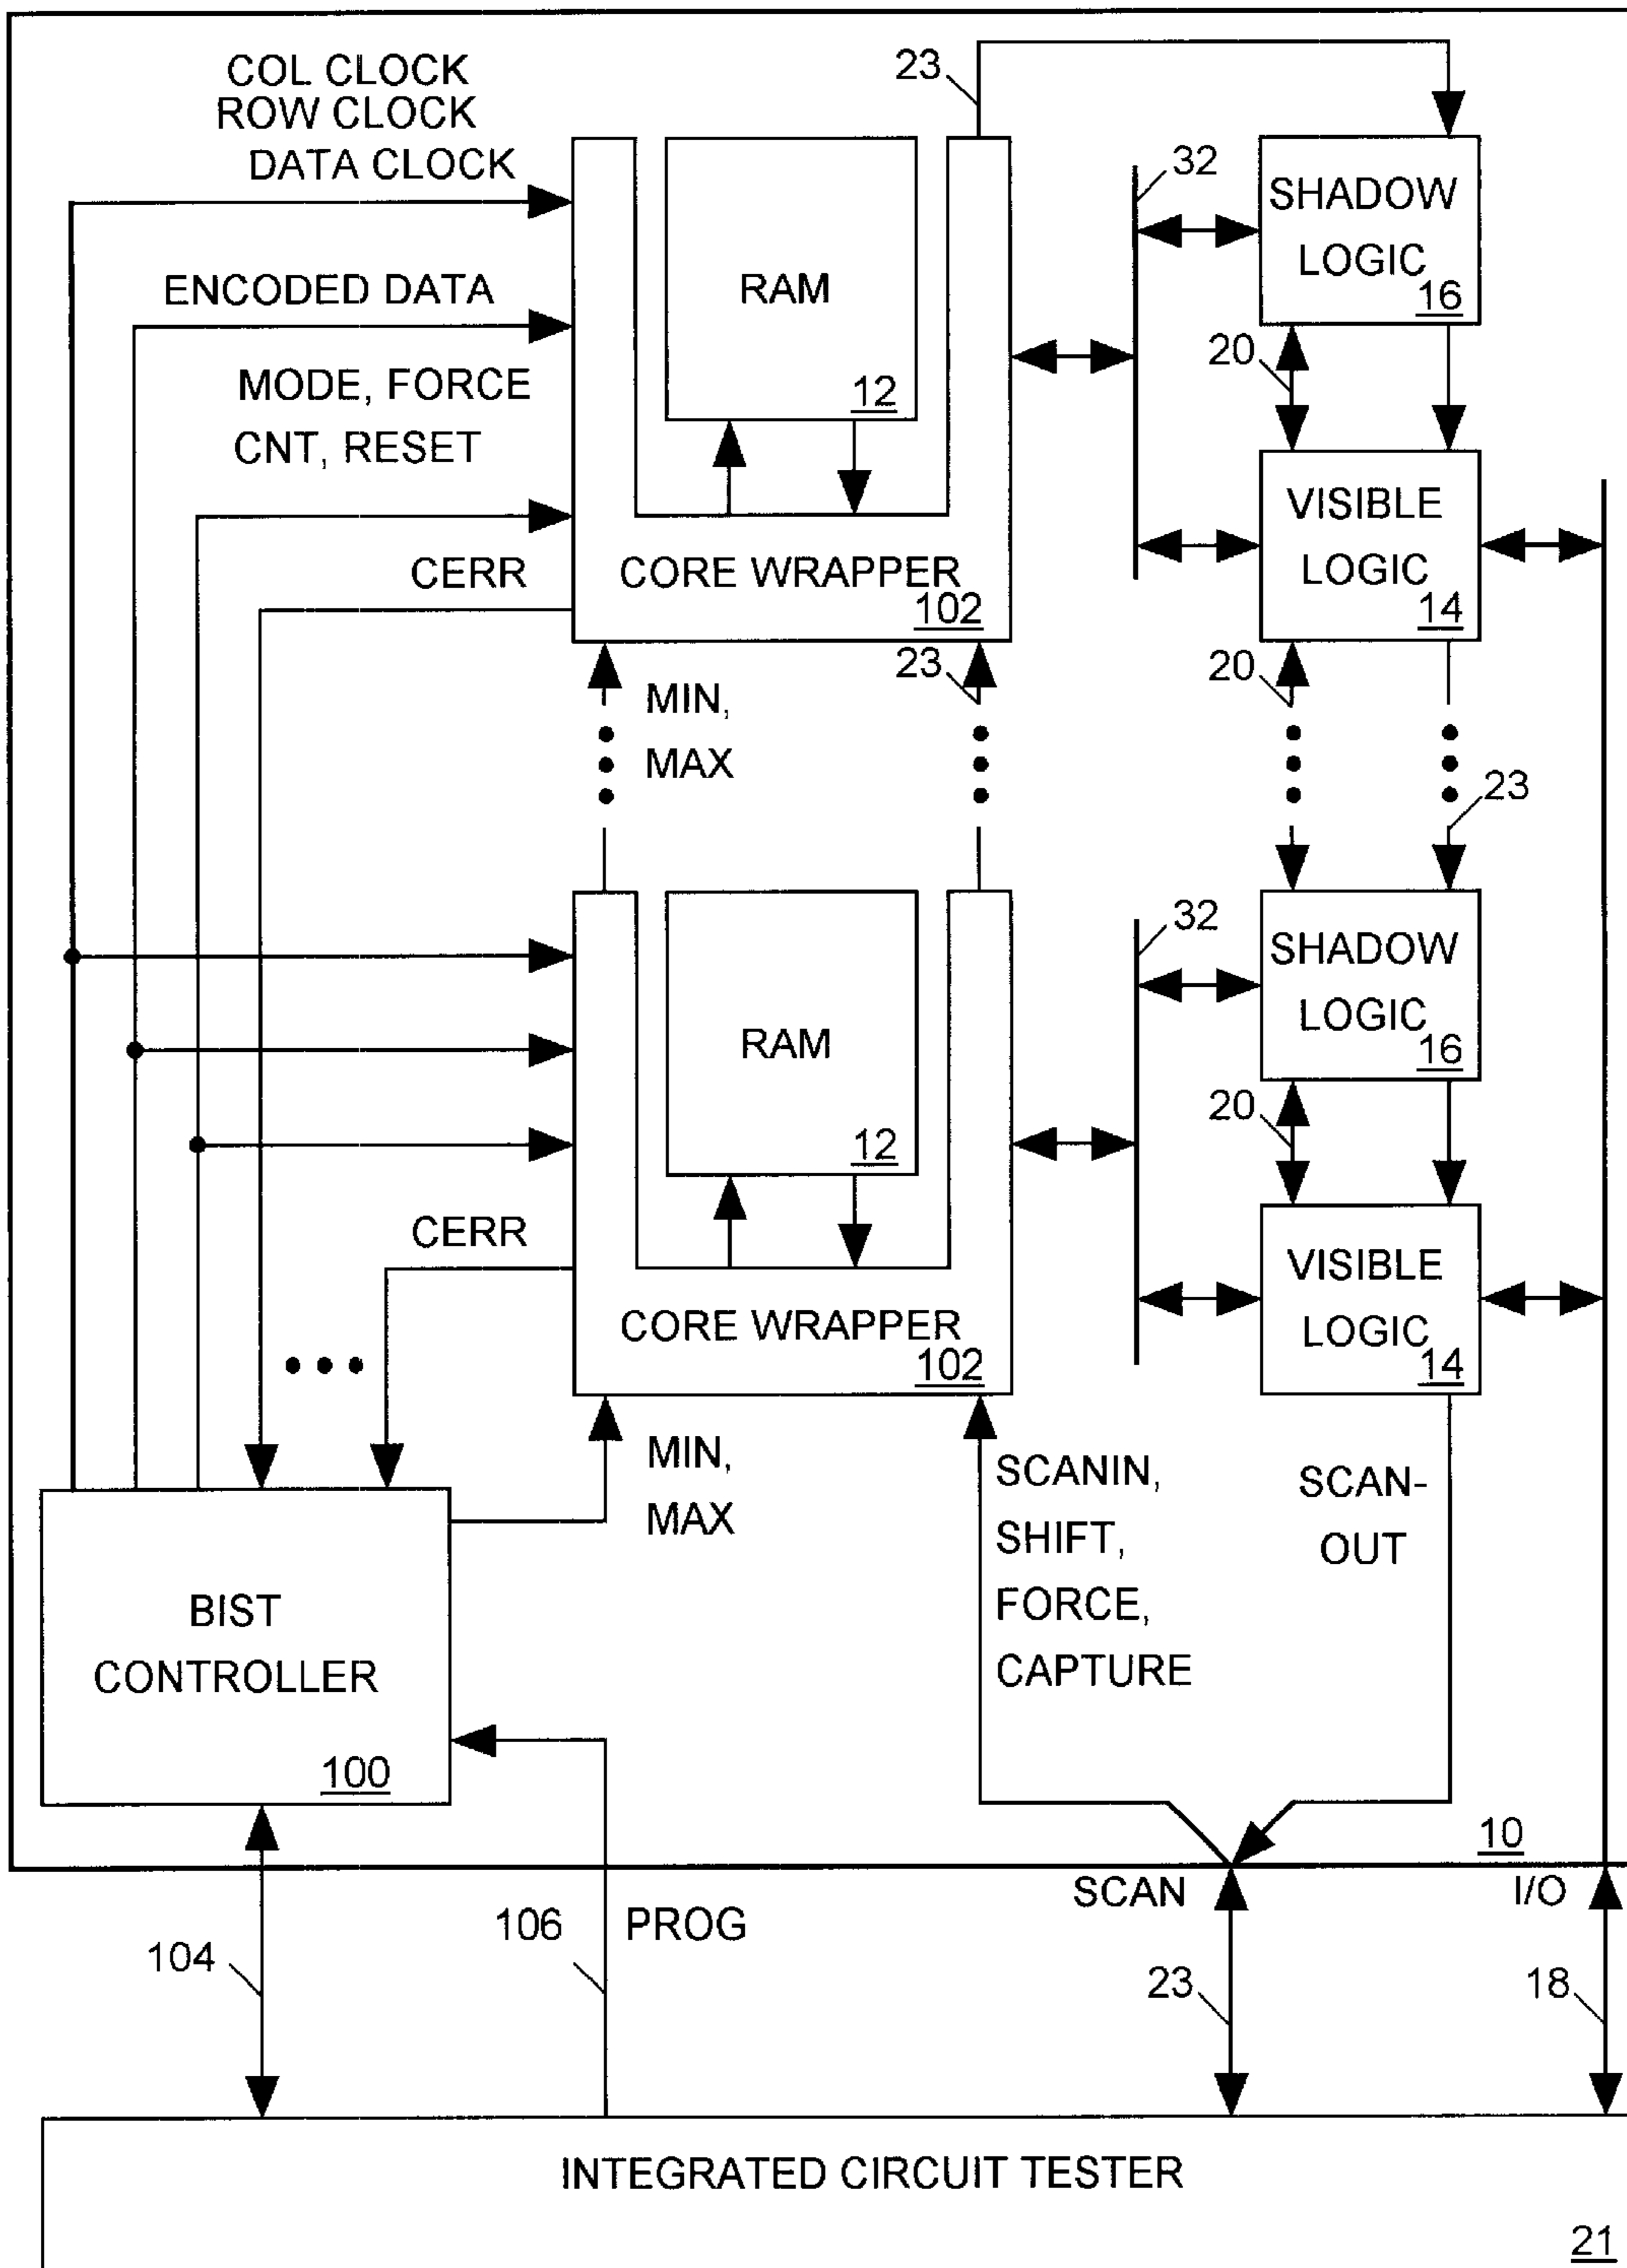 COL CLOCK
ROW CLOCK
DATA CLOCK
23
32
SHADOW
LOGIC
16
ENCODED DATA
RAM
12
20
MODE, FORCE
CNT, RESET
VISIBLE
LOGIC
14
CERR
CORE WRAPPER
102
MIN,
MAX
23
20
23
32
SHADOW
LOGIC
16
RAM
12
20
CERR
VISIBLE
LOGIC
14
CORE WRAPPER
102
MIN,
MAX
SCANIN,
SHIFT,
FORCE,
CAPTURE
SCAN-
OUT
BIST
CONTROLLER
100
10
SCAN
I/O
104
106
PROG
23
18
INTEGRATED CIRCUIT TESTER
21